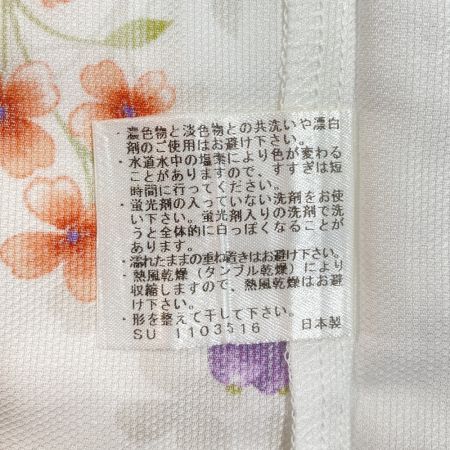 ・濃色物と淡色物との共洗いや漂白
剤のご使用はお避け下さい。
・水道水中の塩素により色が変わる
ことがありますので、すすぎは短
時間に行ってください。
・蛍光剤の入っていない洗剤をお使
い下さい。蛍光剤入りの洗剤で洗
うと全体的に白っぽくなることが
あります。
・濡れたままの重ね置きはお避け下さい。
・熱風乾燥（タンブル乾燥）により
収縮しますので、熱風乾燥はお避
け下さい。
・形を整えて干して下さい。
SU 1103516 日本製